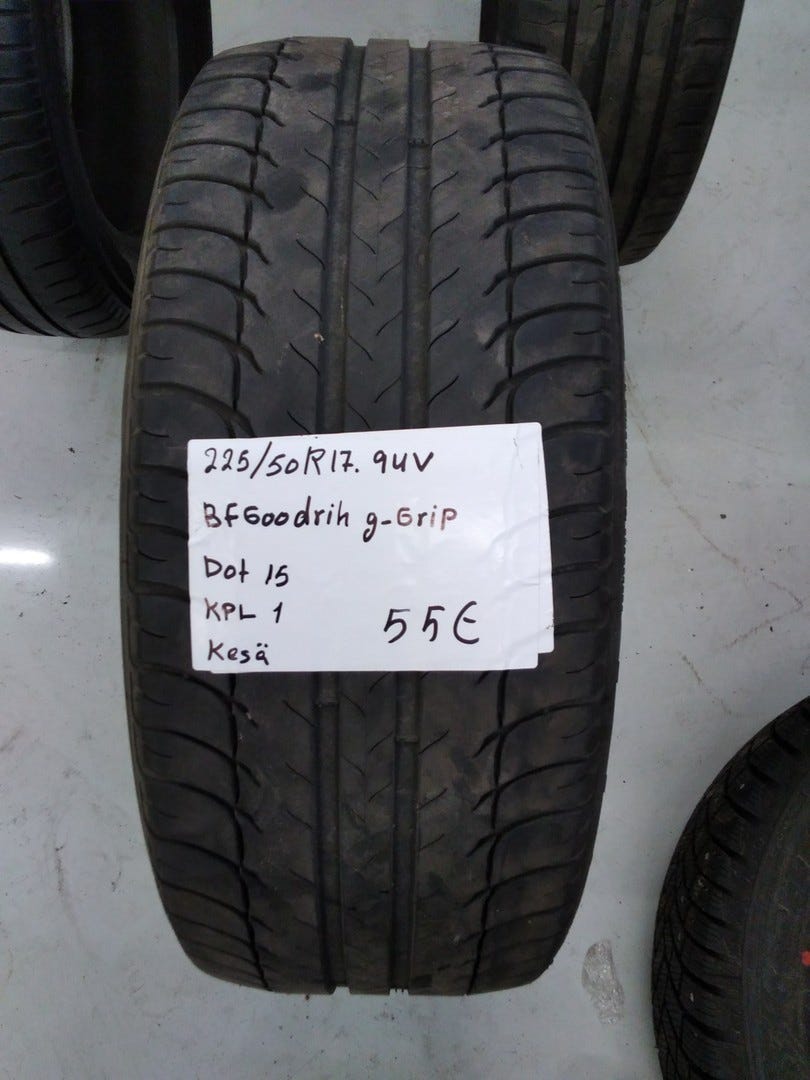 225/50R17. 94V
BFGoodrih g-Grip
Dot 15
KPL 1
55€
Kesä